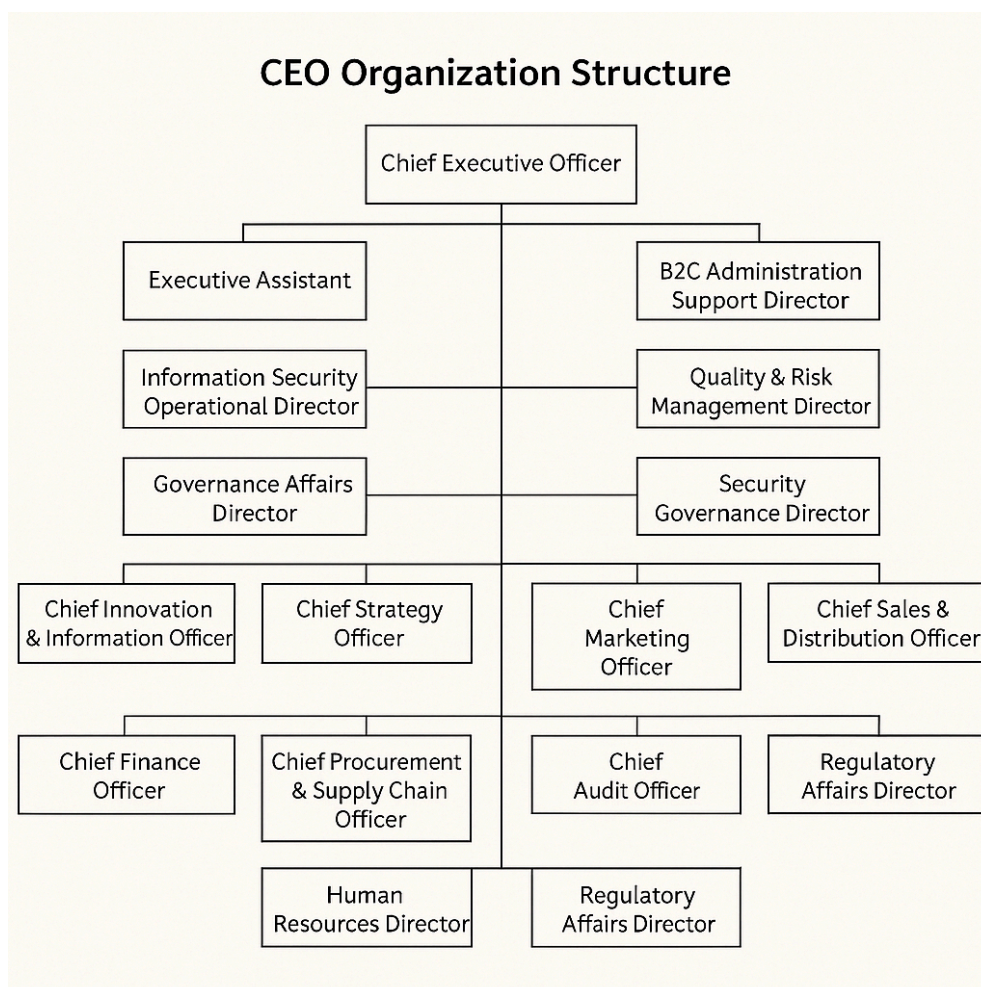 CEO Organization Structure
Chief Executive Officer
Executive Assistant
B2C Administration
Support Director
Information Security
Operational Director
Quality & Risk
Management Director
Governance Affairs
Director
Security
Governance Director
Chief Innovation
& Information Officer
Chief Strategy
Officer
Chief
Marketing
Officer
Chief Sales &
Distribution Officer
Chief Finance
Officer
Chief Procurement
& Supply Chain
Officer
Chief
Audit Officer
Regulatory
Affairs Director
Human
Resources Director
Regulatory
Affairs Director